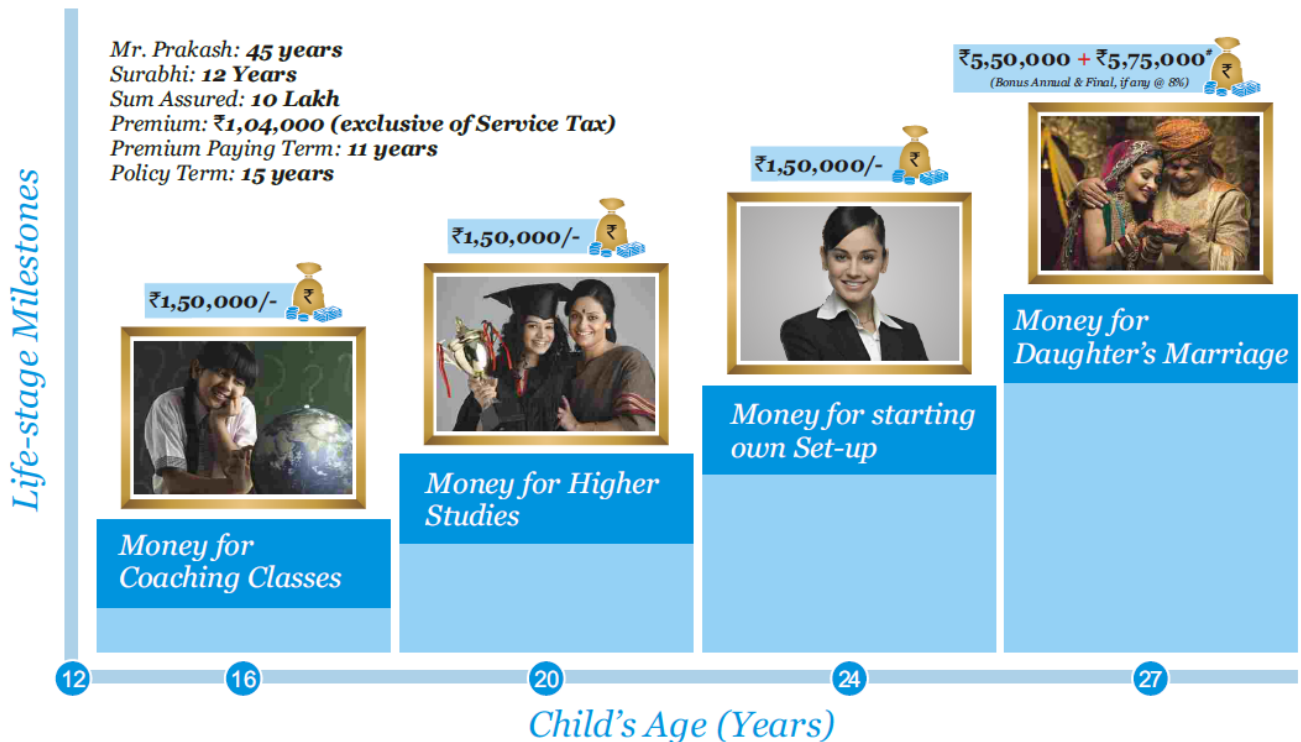 Mr. Prakash: 45 years
Surabhi: 12 Years
Sum Assured: 10 Lakh
Premium: ₹1,04,000 (exclusive of Service Tax)
Premium Paying Term: 11 years
Policy Term: 15 years
₹5,50,000 + ₹5,75,000#
(Bonus Annual & Final, if any @ 8%)
₹1,50,000/-
₹1,50,000/-
₹1,50,000/-
Life-stage Milestones
Money for
Coaching Classes
Money for Higher
Studies
Money for starting
own Set-up
Money for
Daughter’s Marriage
12
16
20
24
27
Child’s Age (Years)